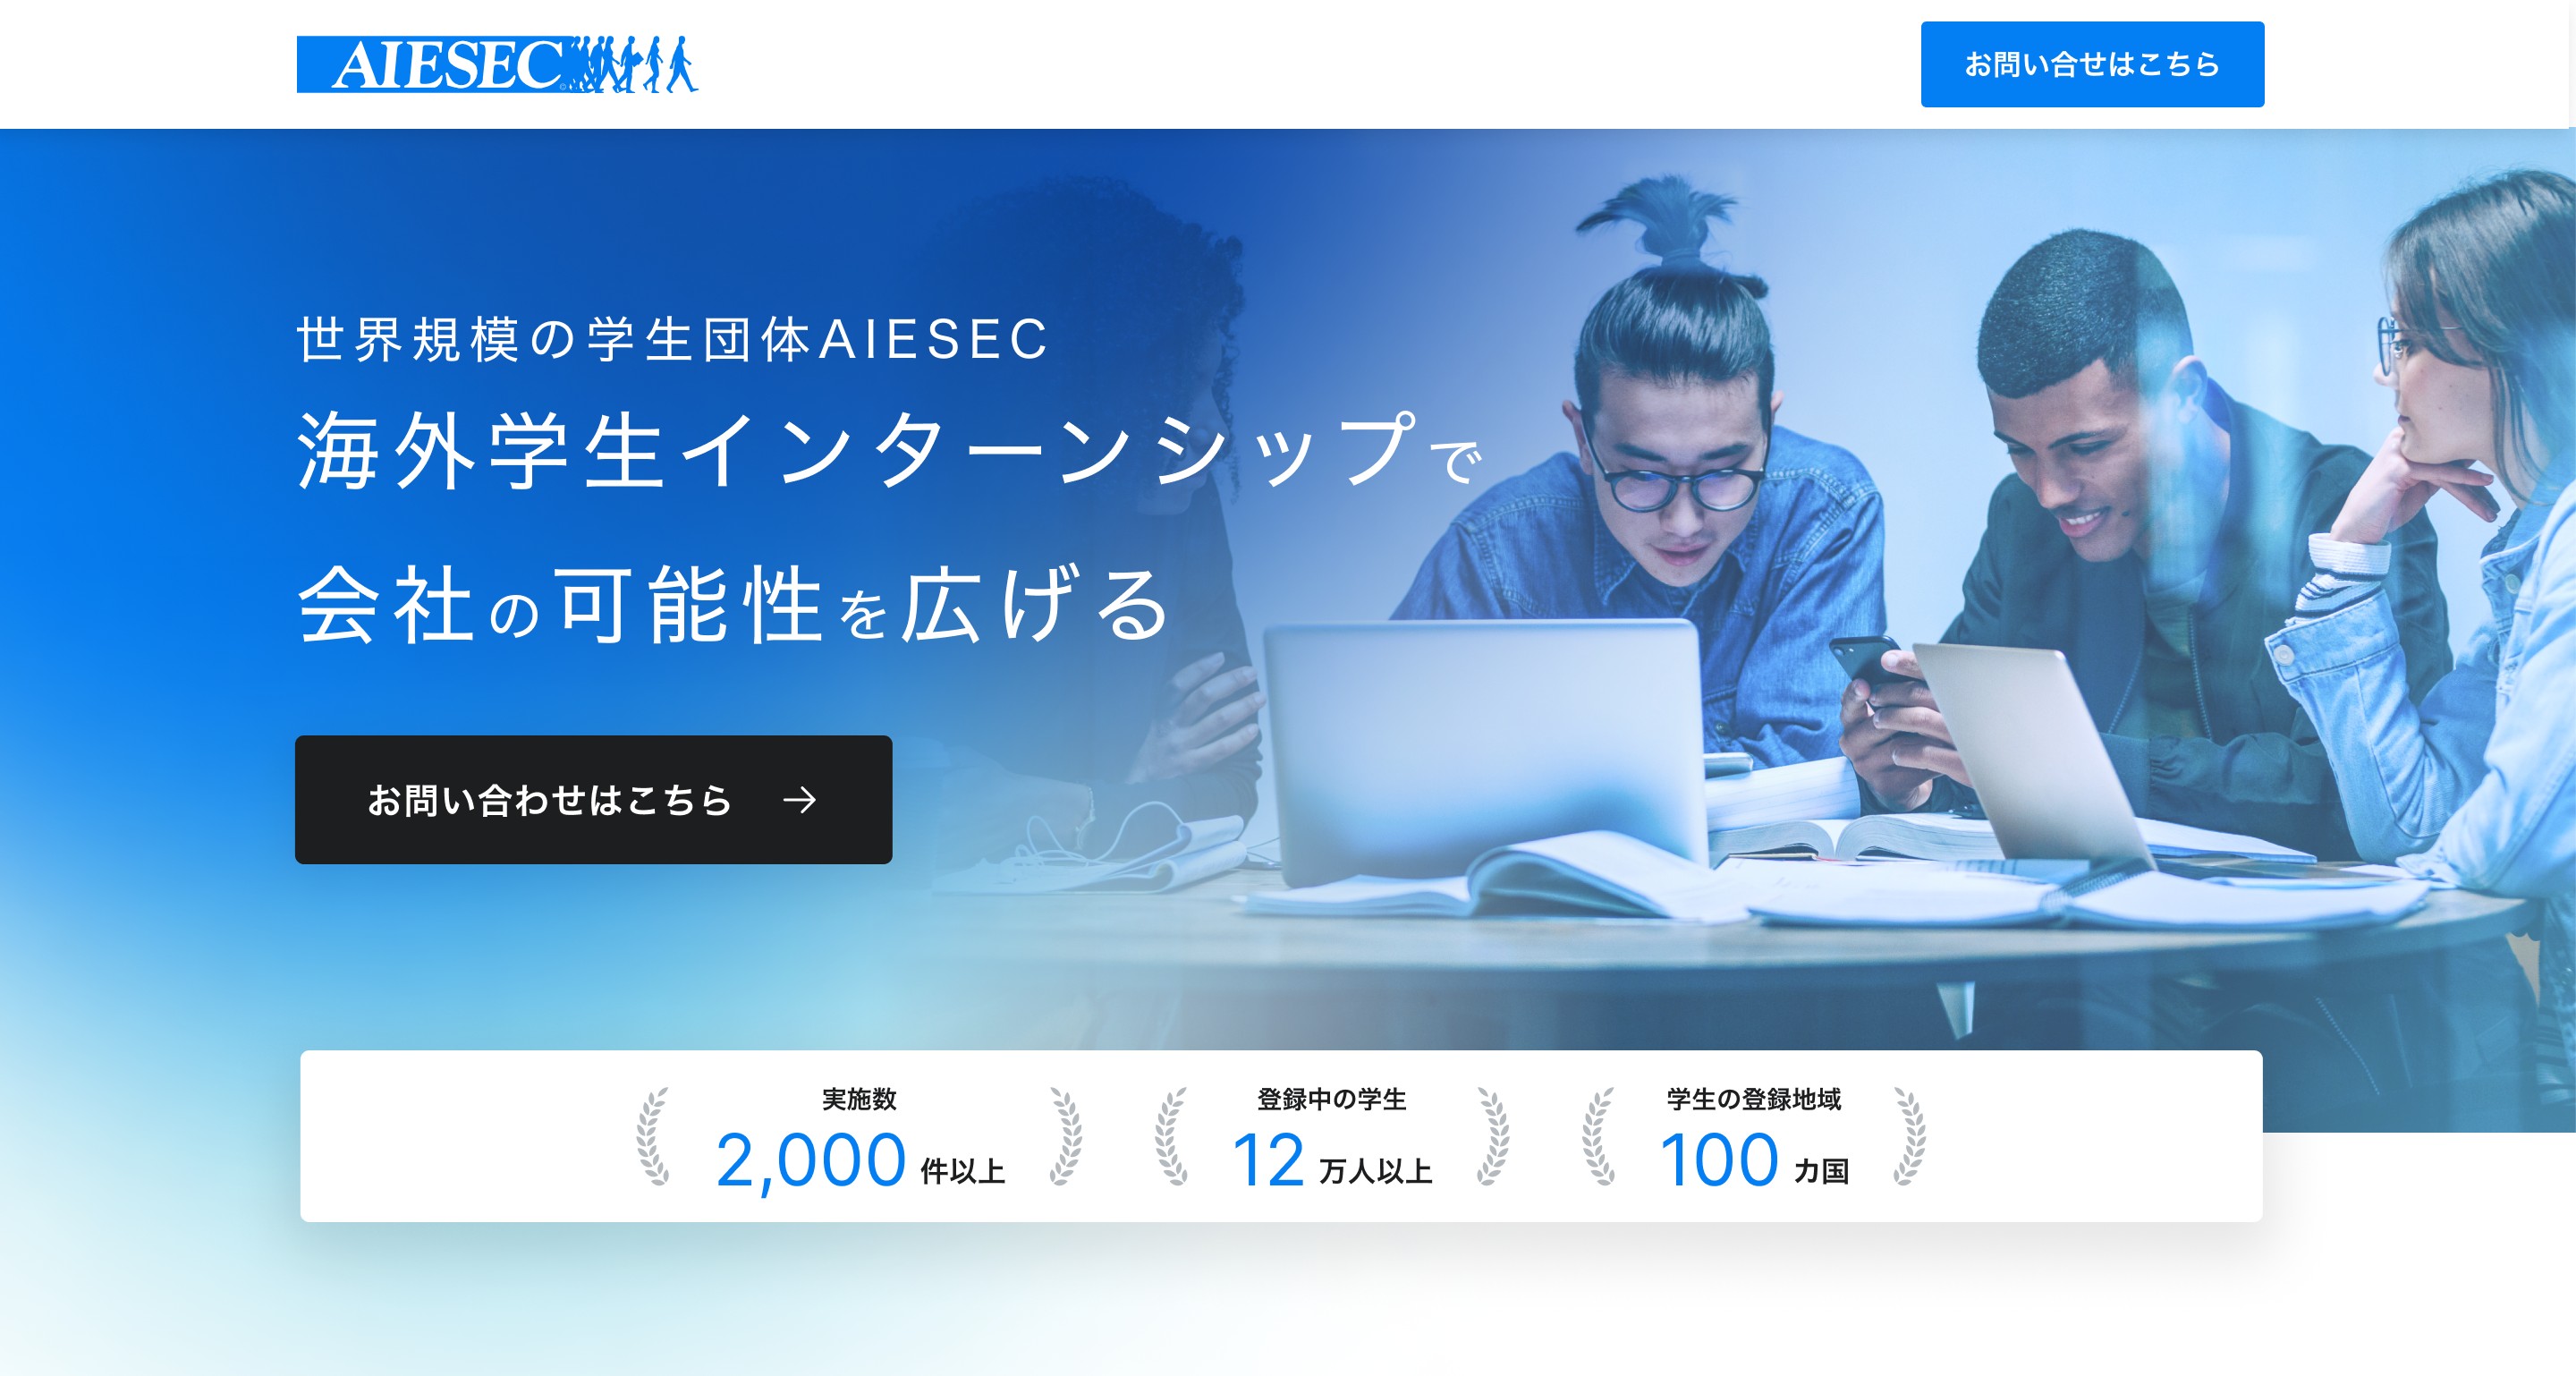 AIESEC
お問い合せはこちら
世界規模の学生団体AIESEC
海外学生インターンシップで
会社の可能性を広げる
お問い合わせはこちら →
実施数
2,000 件以上
登録中の学生
12 万人以上
学生の登録地域
100 カ国